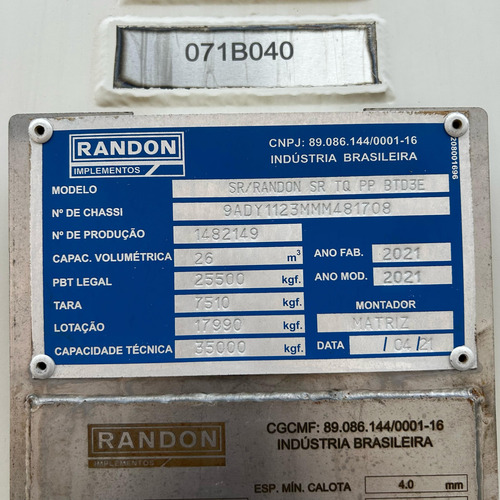 071B040
RANDON
IMPLEMENTOS
CNPJ: 89.086.144/0001-16
INDÚSTRIA BRASILEIRA
208001696
MODELO SR/RANDON SR TQ PP BTD3E
Nº DE CHASSI 9ADY1123MMM481708
Nº DE PRODUÇÃO 1482149
CAPAC. VOLUMÉTRICA 26 m³ ANO FAB. 2021
PBT LEGAL 25500 kgf. ANO MOD. 2021
TARA 7510 kgf. MONTADOR
LOTAÇÃO 17990 kgf. MATRIZ
CAPACIDADE TÉCNICA 35000 kgf. DATA / 04 / 21
RANDON
IMPLEMENTOS
CGCMF: 89.086.144/0001-16
INDÚSTRIA BRASILEIRA
ESP. MÍN. CALOTA 4.0 mm